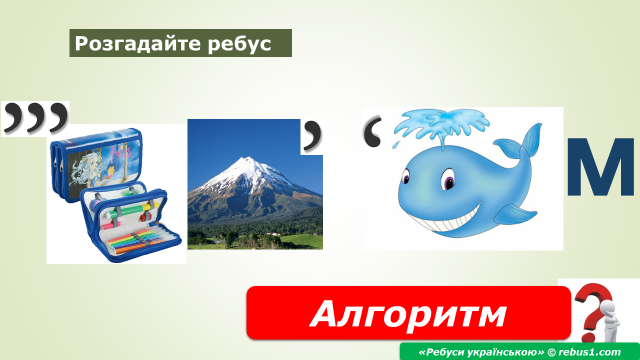 Розгадайте ребус
,,, , ‘ М
Алгоритм
?
«Ребуси українською» © rebus1.com